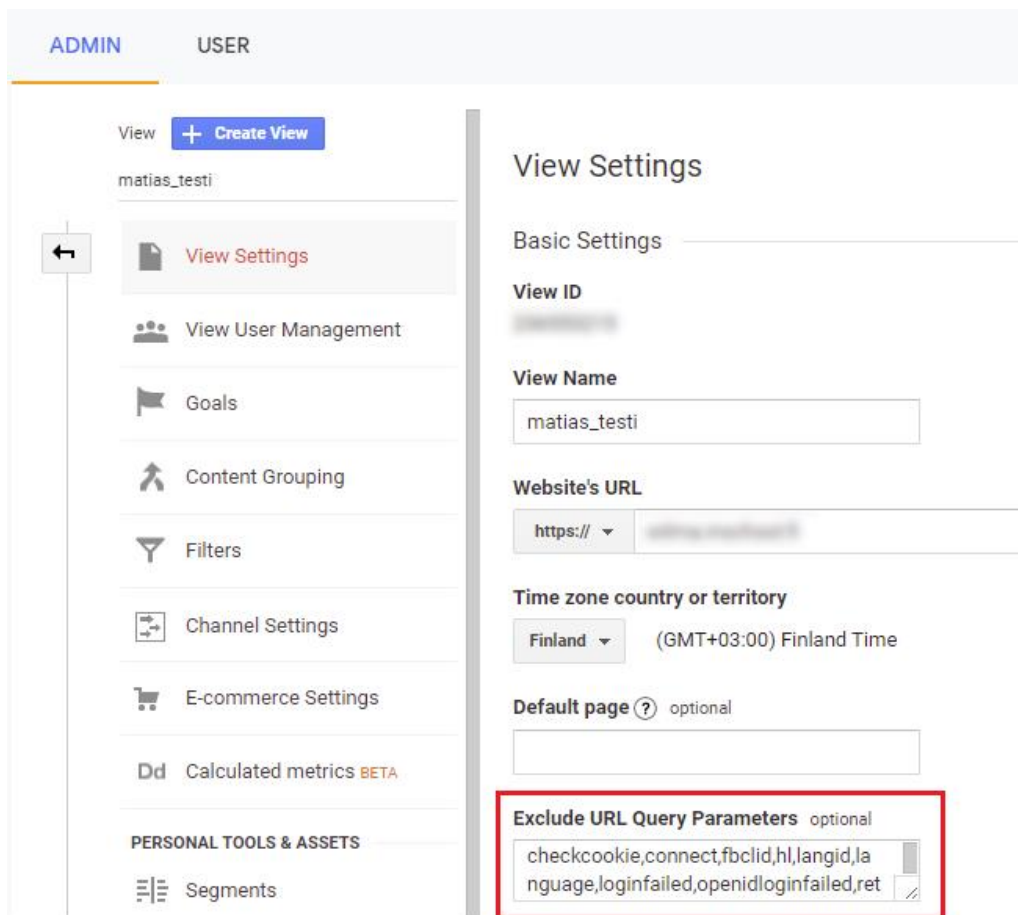 ADMIN USER
View + Create View
matias_testi
View Settings
View User Management
Goals
Content Grouping
Filters
Channel Settings
E-commerce Settings
Dd Calculated metrics BETA
PERSONAL TOOLS & ASSETS
Segments
View Settings
Basic Settings
View ID
View Name
matias_testi
Website's URL
https://
Time zone country or territory
Finland (GMT+03:00) Finland Time
Default page ? optional
Exclude URL Query Parameters optional
checkcookie,connect,fbclid,hl,langid,la
nguage,loginfailed,openidloginfailed,ret